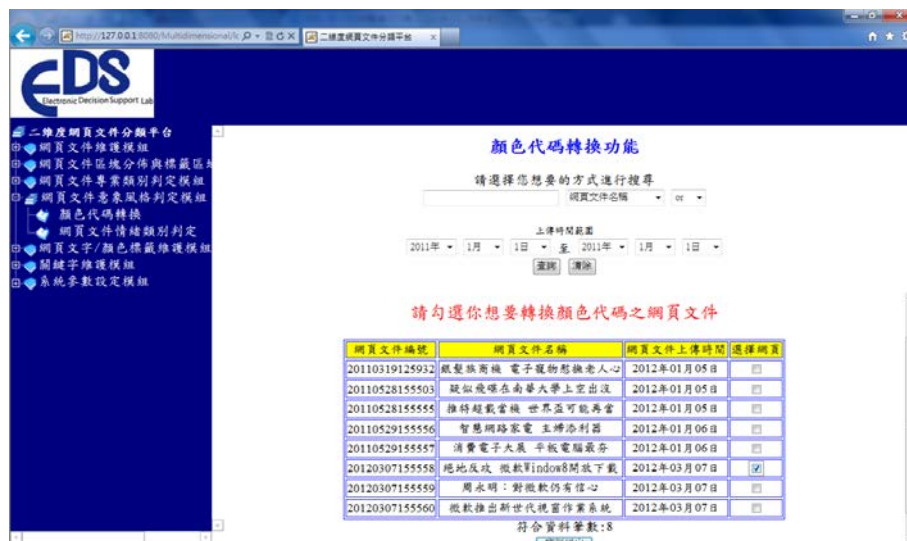 http://127.0.0.1:8080/Multidimensional/lc
二維度網頁文件分類平台
EDS
Electronic Decision Support Lab
二維度網頁文件分類平台
網頁文件維護模組
網頁文件區塊分佈與標籤區
網頁文件專業類別判定模組
網頁文件意象風格判定模組
顏色代碼轉換
網頁文件情緒類別判定
網頁文字/顏色標籤維護模組
關鍵字維護模組
系統參數設定模組
顏色代碼轉換功能
請選擇您想要的方式進行搜尋
網頁文件名稱 or
上傳時間範圍
2011年 1月 1日 至 2011年 1月 1日
查詢 清除
請勾選你想要轉換顏色代碼之網頁文件
網頁文件編號 網頁文件名稱 網頁文件上傳時間 選擇網頁
20110319125932 銀髮族商機 電子寵物慰撫老人心 2012年01月05日
20110528155503 疑似飛碟在南華大學上空出沒 2012年01月05日
20110528155555 推特超載當機 世界盃可能再當 2012年01月05日
20110529155556 智慧網路家電 主婦添利器 2012年01月06日
20110529155557 消費電子大展 平板電腦最夯 2012年01月06日
20120307155558 絕地反攻 微軟Window8開放下載 2012年03月07日
20120307155559 周永明：對微軟仍有信心 2012年03月07日
20120307155560 微軟推出新世代視窗作業系統 2012年03月07日
符合資料筆數:8